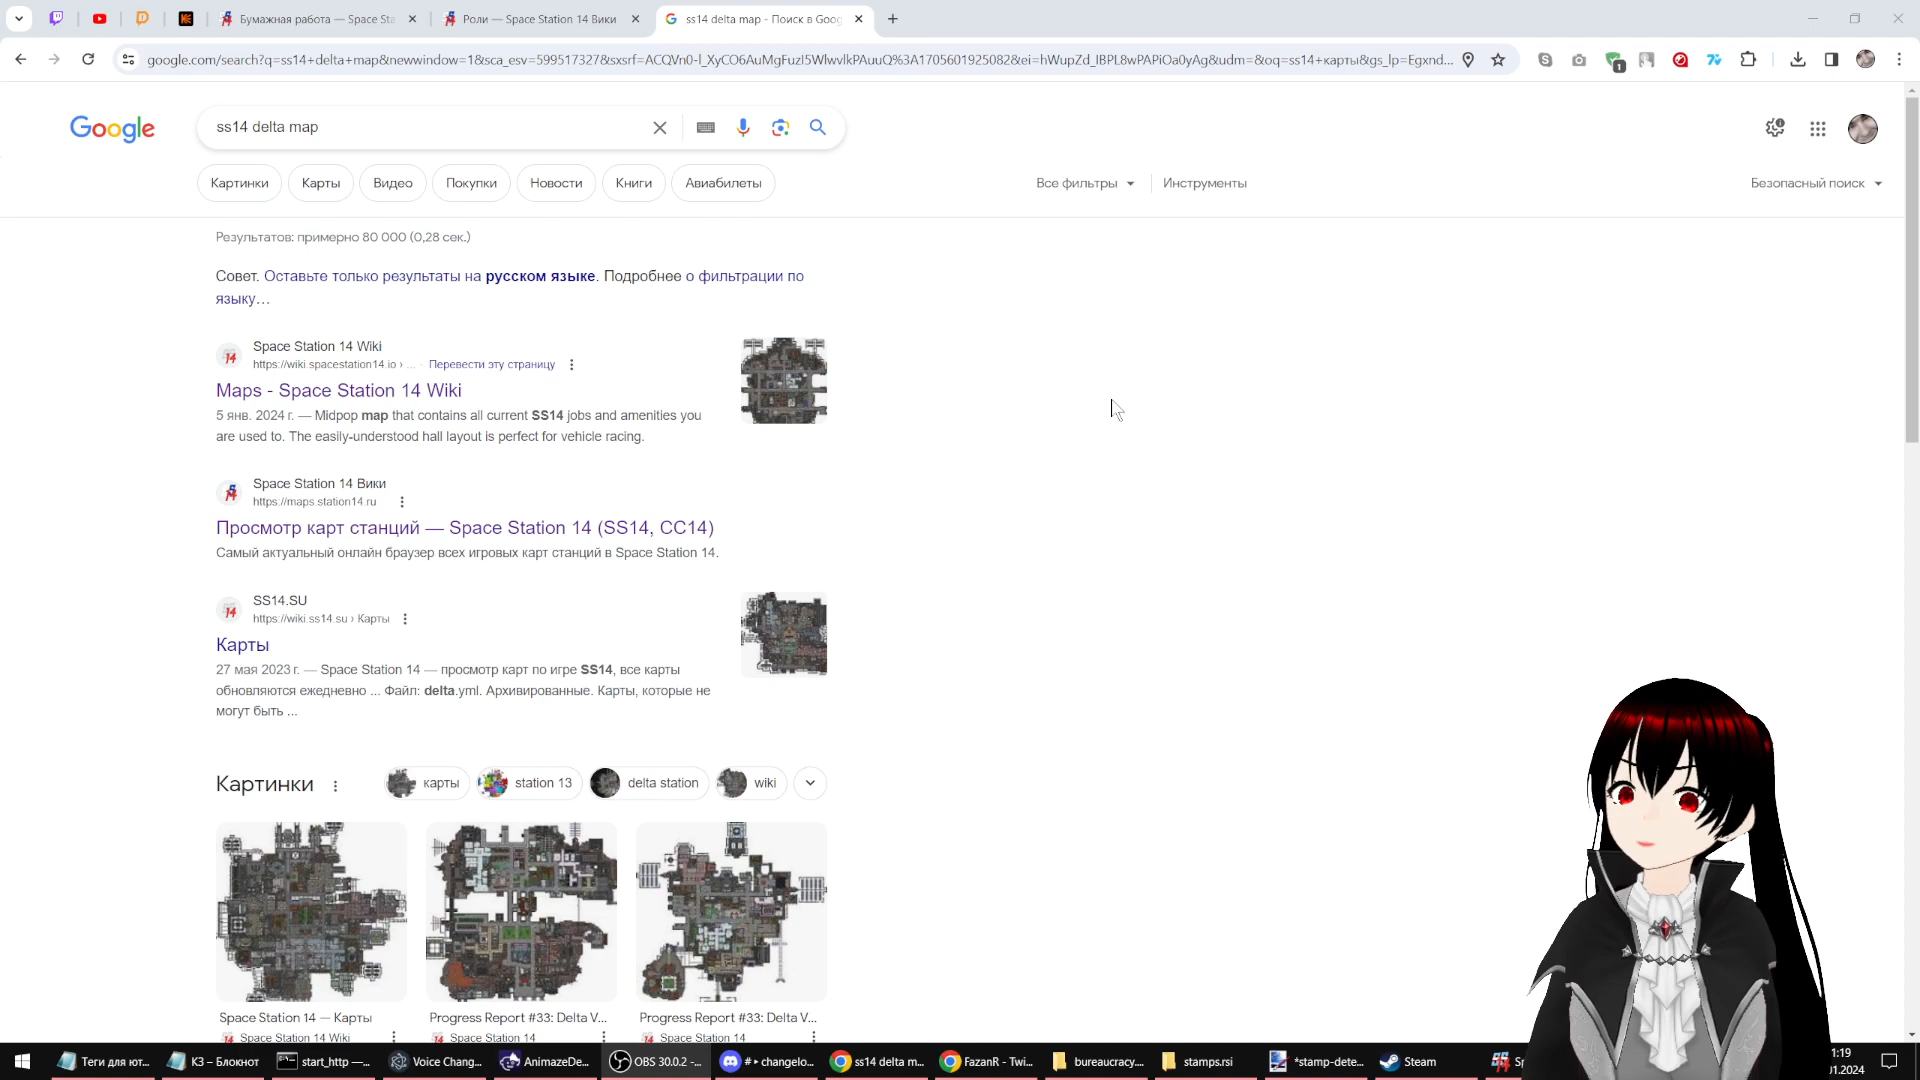 Бумажная работа — Space Sta
Роли — Space Station 14 Вики
ss14 delta map - Поиск в Goog
google.com/search?q=ss14+delta+map&newwindow=1&sca_esv=599517327&sxsrf=ACQVn0-l_XyCO6AuMgFuzI5WlwvlkPAuuQ%3A1705601925082&ei=hWupZd_IBPL8wPAPiOa0yAg&udm=&oq=ss14+карты&gs_lp=Egxnd...
1
Google
ss14 delta map
Картинки
Карты
Видео
Покупки
Новости
Книги
Авиабилеты
Все фильтры
Инструменты
Безопасный поиск
Результатов: примерно 80 000 (0,28 сек.)
Совет. Оставьте только результаты на русском языке. Подробнее о фильтрации по
языку…
Space Station 14 Wiki
https://wiki.spacestation14.io › ... · Перевести эту страницу
Maps - Space Station 14 Wiki
5 янв. 2024 г. — Midpop map that contains all current SS14 jobs and amenities you
are used to. The easily-understood hall layout is perfect for vehicle racing.
Space Station 14 Вики
https://maps.station14.ru
Просмотр карт станций — Space Station 14 (SS14, СС14)
Самый актуальный онлайн браузер всех игровых карт станций в Space Station 14.
SS14.SU
https://wiki.ss14.su › Карты
Карты
27 мая 2023 г. — Space Station 14 — просмотр карт по игре SS14, все карты
обновляются ежедневно ... Файл: delta.yml. Архивированные. Карты, которые не
могут быть ...
Картинки
карты
station 13
delta station
wiki
Space Station 14 — Карты
Progress Report #33: Delta V...
Progress Report #33: Delta V...
Space Station 14 Wiki
Space Station 14
Space Station 14
Теги для ют...
КЗ – Блокнот
start_http —...
Voice Chang...
AnimazeDe...
OBS 30.0.2 -...
# ▸ changelo...
ss14 delta m...
FazanR - Twi...
bureaucracy....
stamps.rsi
*stamp-dete...
Steam
Sp
1:19
01.2024